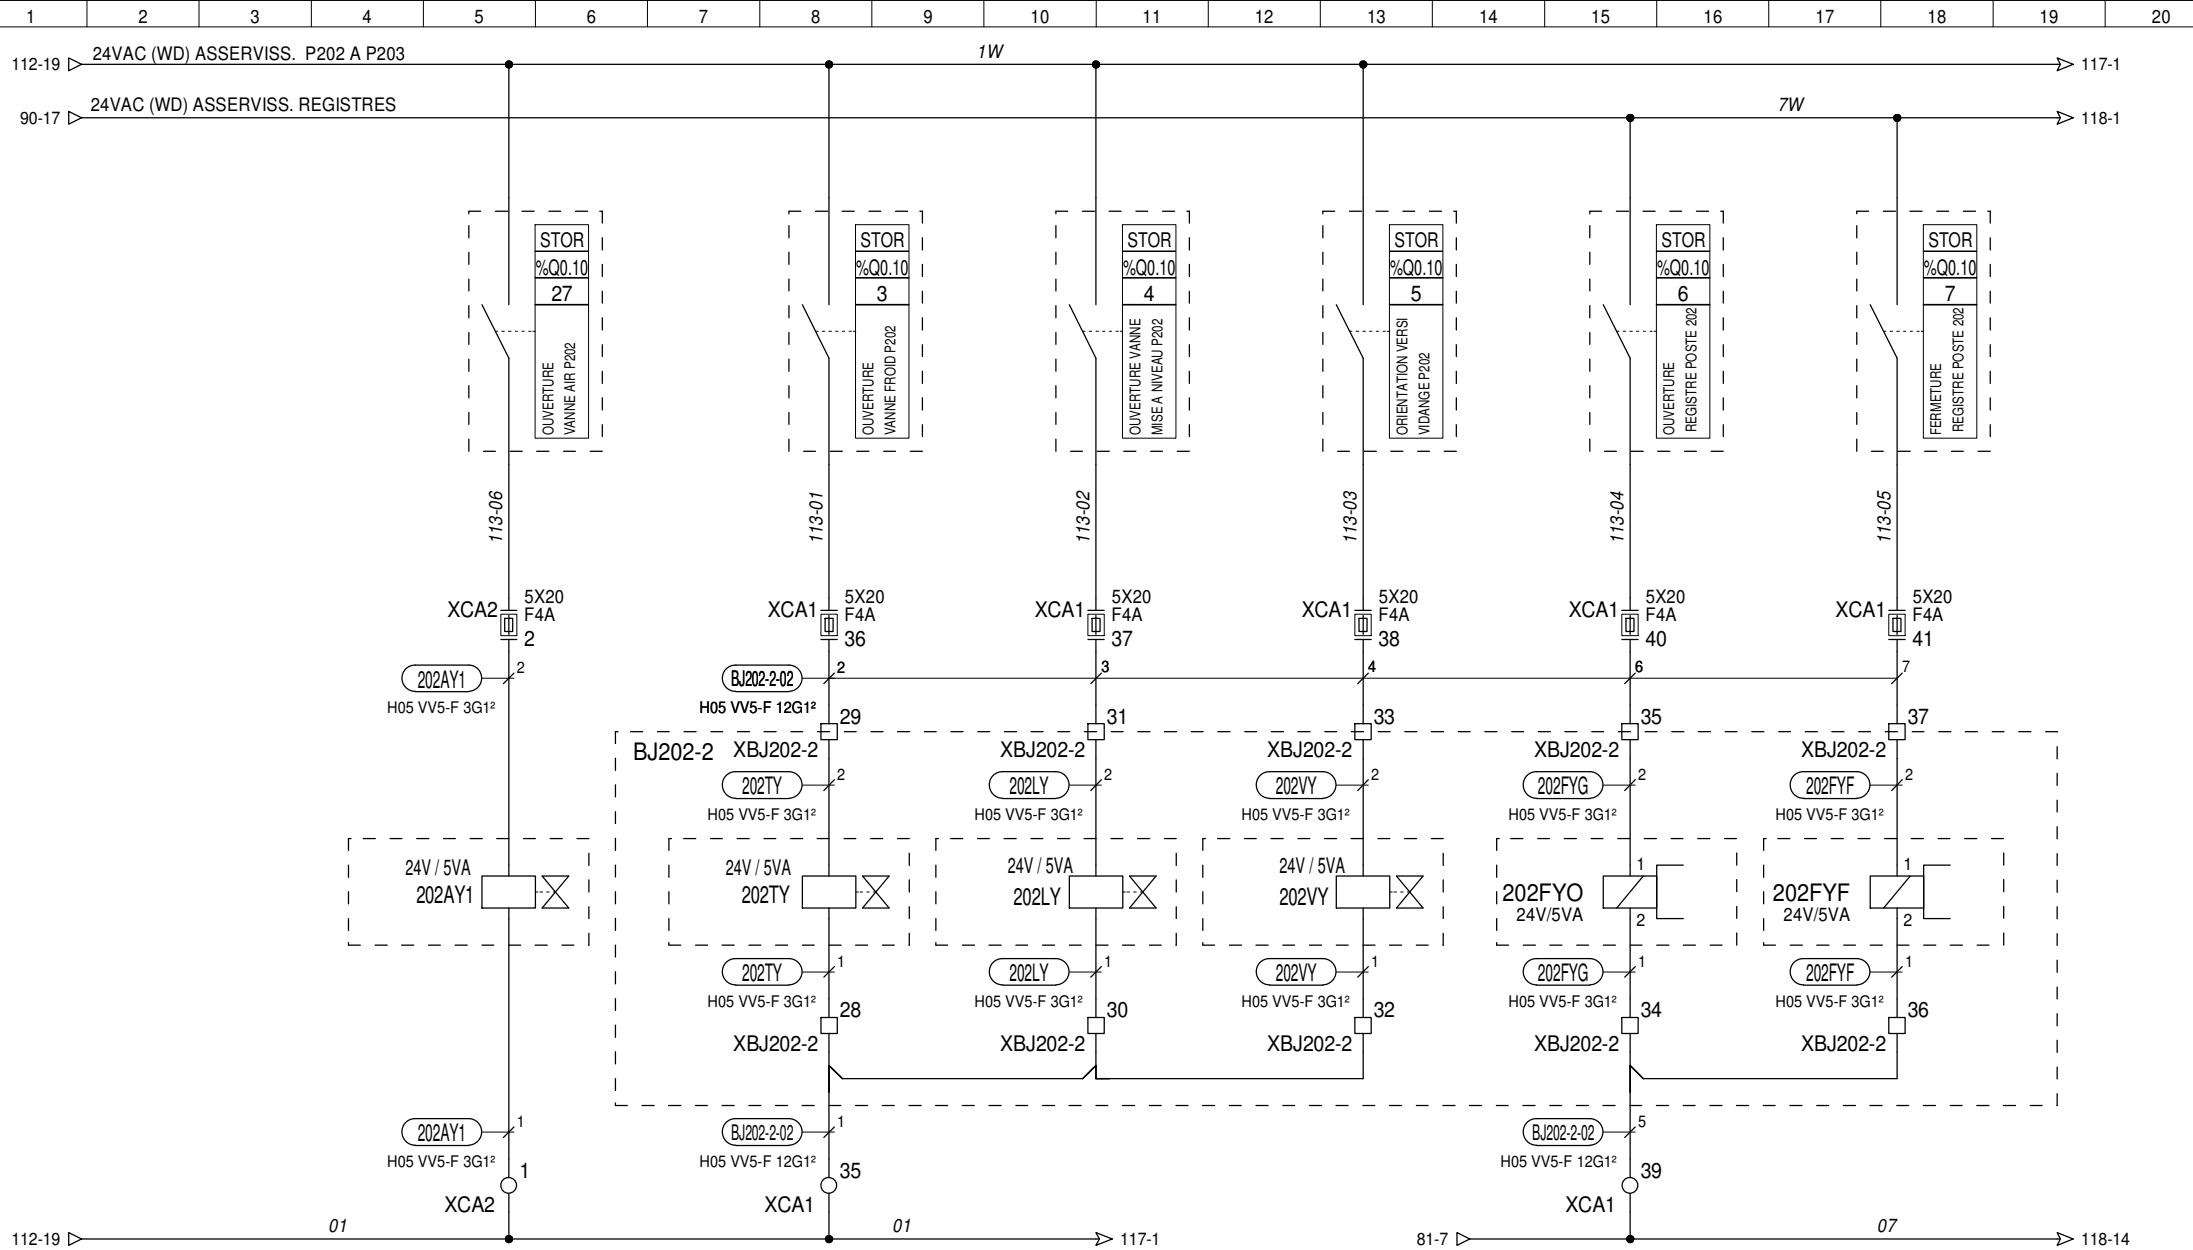 1 2 3 4 5 6 7 8 9 10 11 12 13 14 15 16 17 18 19 20
24VAC (WD) ASSERVISS. P202 A P203
1W
112-19
117-1
24VAC (WD) ASSERVISS. REGISTRES
7W
90-17
118-1
STOR STOR STOR STOR STOR STOR
%Q0.10 %Q0.10 %Q0.10 %Q0.10 %Q0.10 %Q0.10
27 3 4 5 6 7
OUVERTURE
VANNE AIR P202
OUVERTURE
VANNE FROID P202
OUVERTURE VANNE
MISE A NIVEAU P202
ORIENTATION VERSI
VIDANGE P202
OUVERTURE
REGISTRE POSTE 202
FERMETURE
REGISTRE POSTE 202
113-06 113-01 113-02 113-03 113-04 113-05
5X20 5X20 5X20 5X20 5X20 5X20
XCA2 F4A XCA1 F4A XCA1 F4A XCA1 F4A XCA1 F4A XCA1 F4A
2 36 37 38 40 41
202AY1 2 BJ202-2-02 2 3 4 6 7
H05 VV5-F 3G1² H05 VV5-F 12G1²
29 31 33 35 37
BJ202-2 XBJ202-2 XBJ202-2 XBJ202-2 XBJ202-2 XBJ202-2
202TY 2 202LY 2 202VY 2 202FYG 2 202FYF 2
H05 VV5-F 3G1² H05 VV5-F 3G1² H05 VV5-F 3G1² H05 VV5-F 3G1² H05 VV5-F 3G1²
24V / 5VA 24V / 5VA 24V / 5VA 24V / 5VA 1 1
202AY1 202TY 202LY 202VY 202FYO 202FYF
24V/5VA 2 24V/5VA 2
202TY 1 202LY 1 202VY 1 202FYG 1 202FYF 1
H05 VV5-F 3G1² H05 VV5-F 3G1² H05 VV5-F 3G1² H05 VV5-F 3G1² H05 VV5-F 3G1²
28 30 32 34 36
XBJ202-2 XBJ202-2 XBJ202-2 XBJ202-2 XBJ202-2
202AY1 1 BJ202-2-02 1 BJ202-2-02 5
H05 VV5-F 3G1² H05 VV5-F 12G1² H05 VV5-F 12G1²
1 35 39
XCA2 XCA1 XCA1
01 01 07
112-19 117-1 81-7 118-14